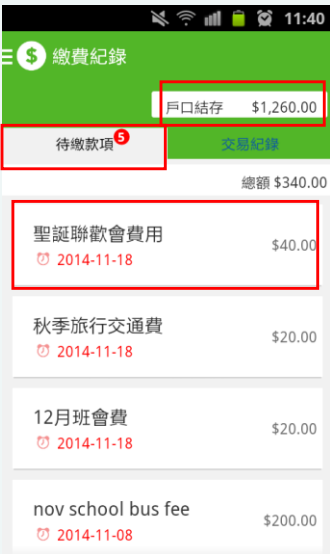 11:40
$ 繳費紀錄
戶口結存 $1,260.00
待繳款項 5 交易紀錄
總額 $340.00
聖誕聯歡會費用 $40.00
2014-11-18
秋季旅行交通費 $20.00
2014-11-18
12月班會費 $20.00
2014-11-18
nov school bus fee $200.00
2014-11-08